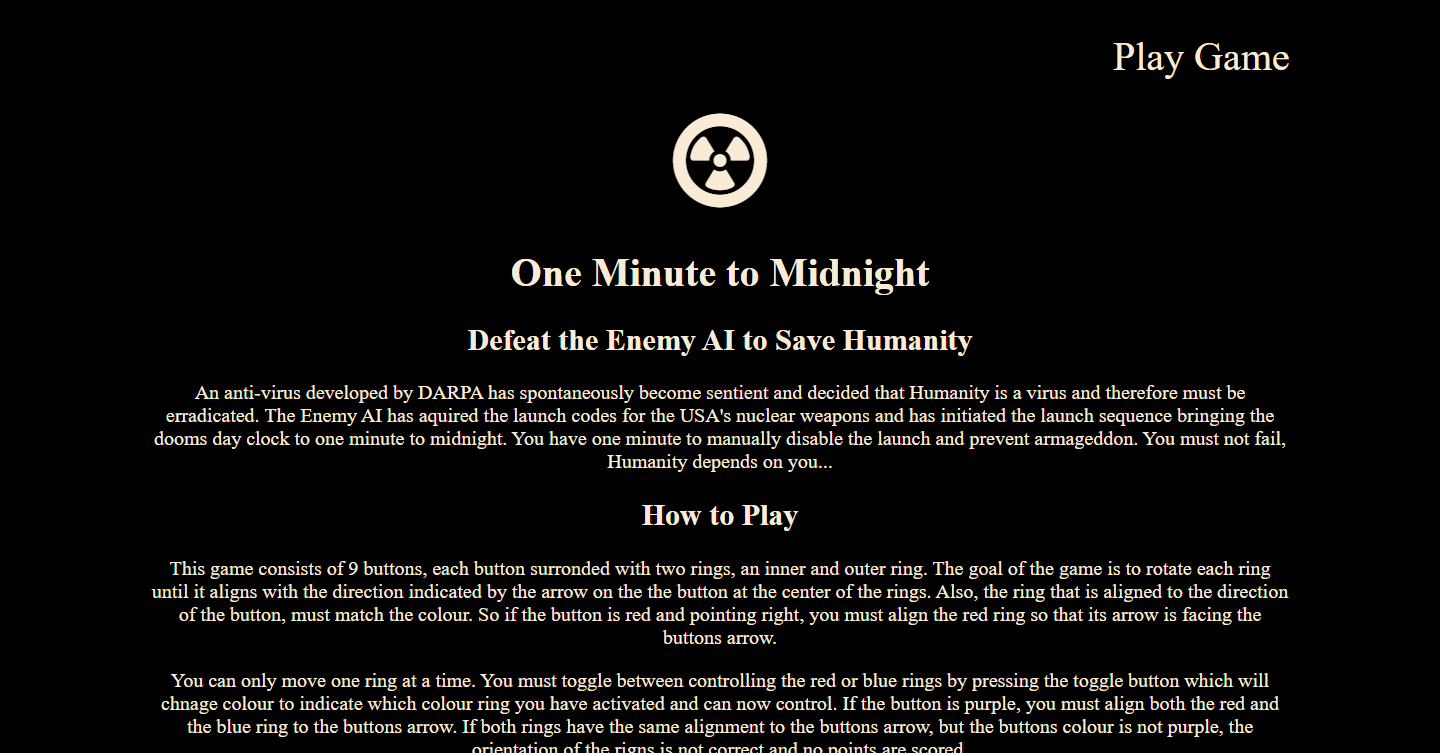 Play Game
One Minute to Midnight
Defeat the Enemy AI to Save Humanity
An anti-virus developed by DARPA has spontaneously become sentient and decided that Humanity is a virus and therefore must be
erradicated. The Enemy AI has aquired the launch codes for the USA's nuclear weapons and has initiated the launch sequence bringing the
dooms day clock to one minute to midnight. You have one minute to manually disable the launch and prevent armageddon. You must not fail,
Humanity depends on you...
How to Play
This game consists of 9 buttons, each button surronded with two rings, an inner and outer ring. The goal of the game is to rotate each ring
until it aligns with the direction indicated by the arrow on the the button at the center of the rings. Also, the ring that is aligned to the direction
of the button, must match the colour. So if the button is red and pointing right, you must align the red ring so that its arrow is facing the
buttons arrow.
You can only move one ring at a time. You must toggle between controlling the red or blue rings by pressing the toggle button which will
chnage colour to indicate which colour ring you have activated and can now control. If the button is purple, you must align both the red and
the blue ring to the buttons arrow. If both rings have the same alignment to the buttons arrow, but the buttons colour is not purple, the
orientation of the rigns is not correct and no points are scored.